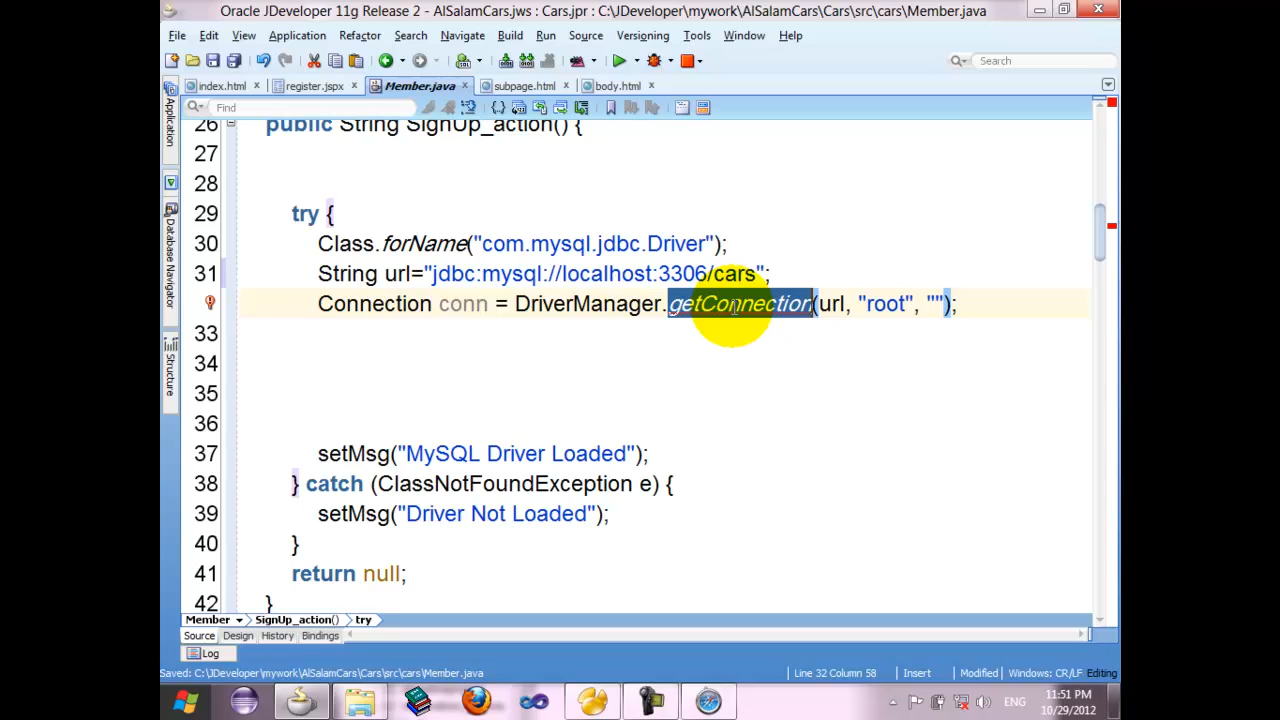 Oracle JDeveloper 11g Release 2 - AlSalamCars.jws : Cars.jpr : C:\JDeveloper\mywork\AlSalamCars\Cars\src\cars\Member.java
File Edit View Application Refactor Search Navigate Build Run Source Versioning Tools Window Help
Search
index.html register.jspx Member.java subpage.html body.html
Find
Application
Database Navigator
Structure
26 public String SignUp_action() {
27
28
29 try {
30 Class.forName("com.mysql.jdbc.Driver");
31 String url="jdbc:mysql://localhost:3306/cars";
Connection conn = DriverManager.getConnection(url, "root", "");
33
34
35
36
37 setMsg("MySQL Driver Loaded");
38 } catch (ClassNotFoundException e) {
39 setMsg("Driver Not Loaded");
40 }
41 return null;
42 }
Member SignUp_action() try
Source Design History Bindings
Log
Saved: C:\JDeveloper\mywork\AlSalamCars\Cars\src\cars\Member.java Line 32 Column 58 Insert Modified Windows: CR/LF Editing
ENG 11:51 PM
10/29/2012